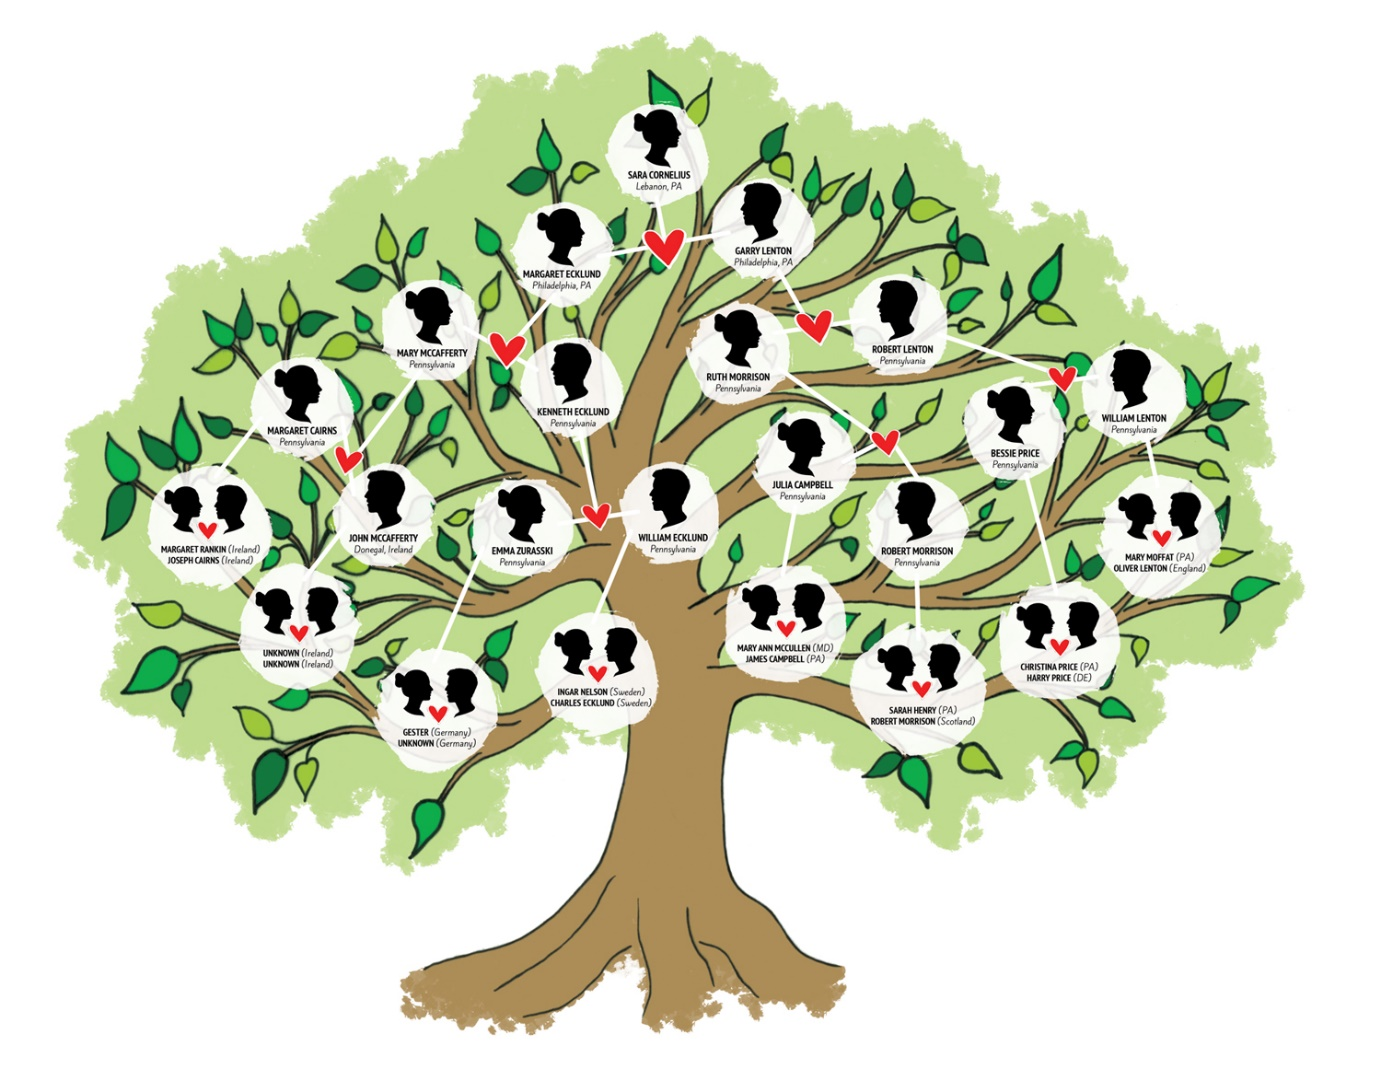 SARA CORNELIUS
Lebanon, PA
MARGARET ECKLUND
Philadelphia, PA
GARRY LENTON
Philadelphia, PA
MARY MCCAFFERTY
Pennsylvania
KENNETH ECKLUND
Pennsylvania
RUTH MORRISON
Pennsylvania
ROBERT LENTON
Pennsylvania
MARGARET CAIRNS
Pennsylvania
JOHN MCCAFFERTY
Donegal, Ireland
EMMA ZURASSKI
Pennsylvania
WILLIAM ECKLUND
Pennsylvania
JULIA CAMPBELL
Pennsylvania
ROBERT MORRISON
Pennsylvania
BESSIE PRICE
Pennsylvania
WILLIAM LENTON
Pennsylvania
MARGARET RANKIN (Ireland)
JOSEPH CAIRNS (Ireland)
UNKNOWN (Ireland)
UNKNOWN (Ireland)
GESTER (Germany)
UNKNOWN (Germany)
INGAR NELSON (Sweden)
CHARLES ECKLUND (Sweden)
MARY ANN MCCULLEN (MD)
JAMES CAMPBELL (PA)
SARAH HENRY (PA)
ROBERT MORRISON (Scotland)
CHRISTINA PRICE (PA)
HARRY PRICE (DE)
MARY MOFFAT (PA)
OLIVER LENTON (England)